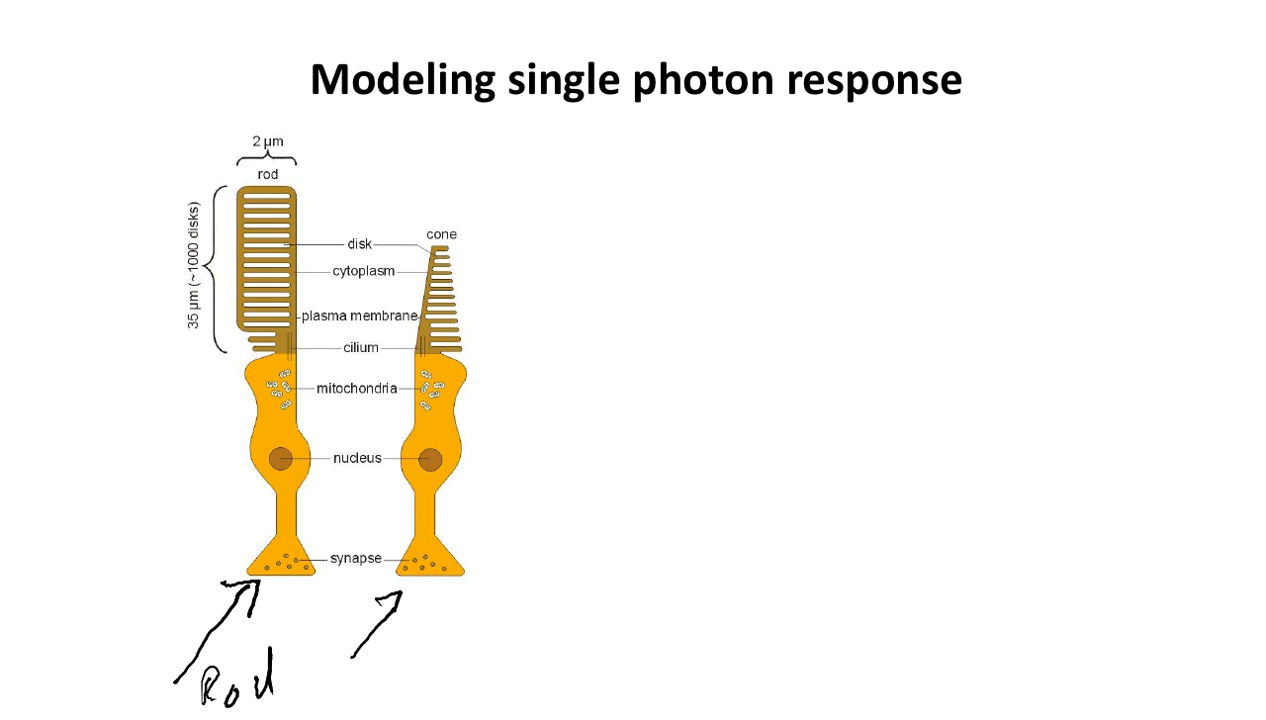 Modeling single photon response
2 µm
rod
35 µm (~1000 disks)
cone
disk
cytoplasm
plasma membrane
cilium
mitochondria
nucleus
synapse
Rod